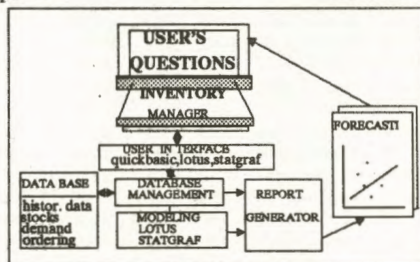 USER'S
QUESTIONS
INVENTORY
MANAGER
USER IN TERFACE
quickbasic,lotus,statgraf
DATA BASE
histor. data
stocks
demand
ordering
DATABASE
MANAGEMENT
MODELING
LOTUS
STATGRAF
REPORT
GENERATOR
FORECASTI